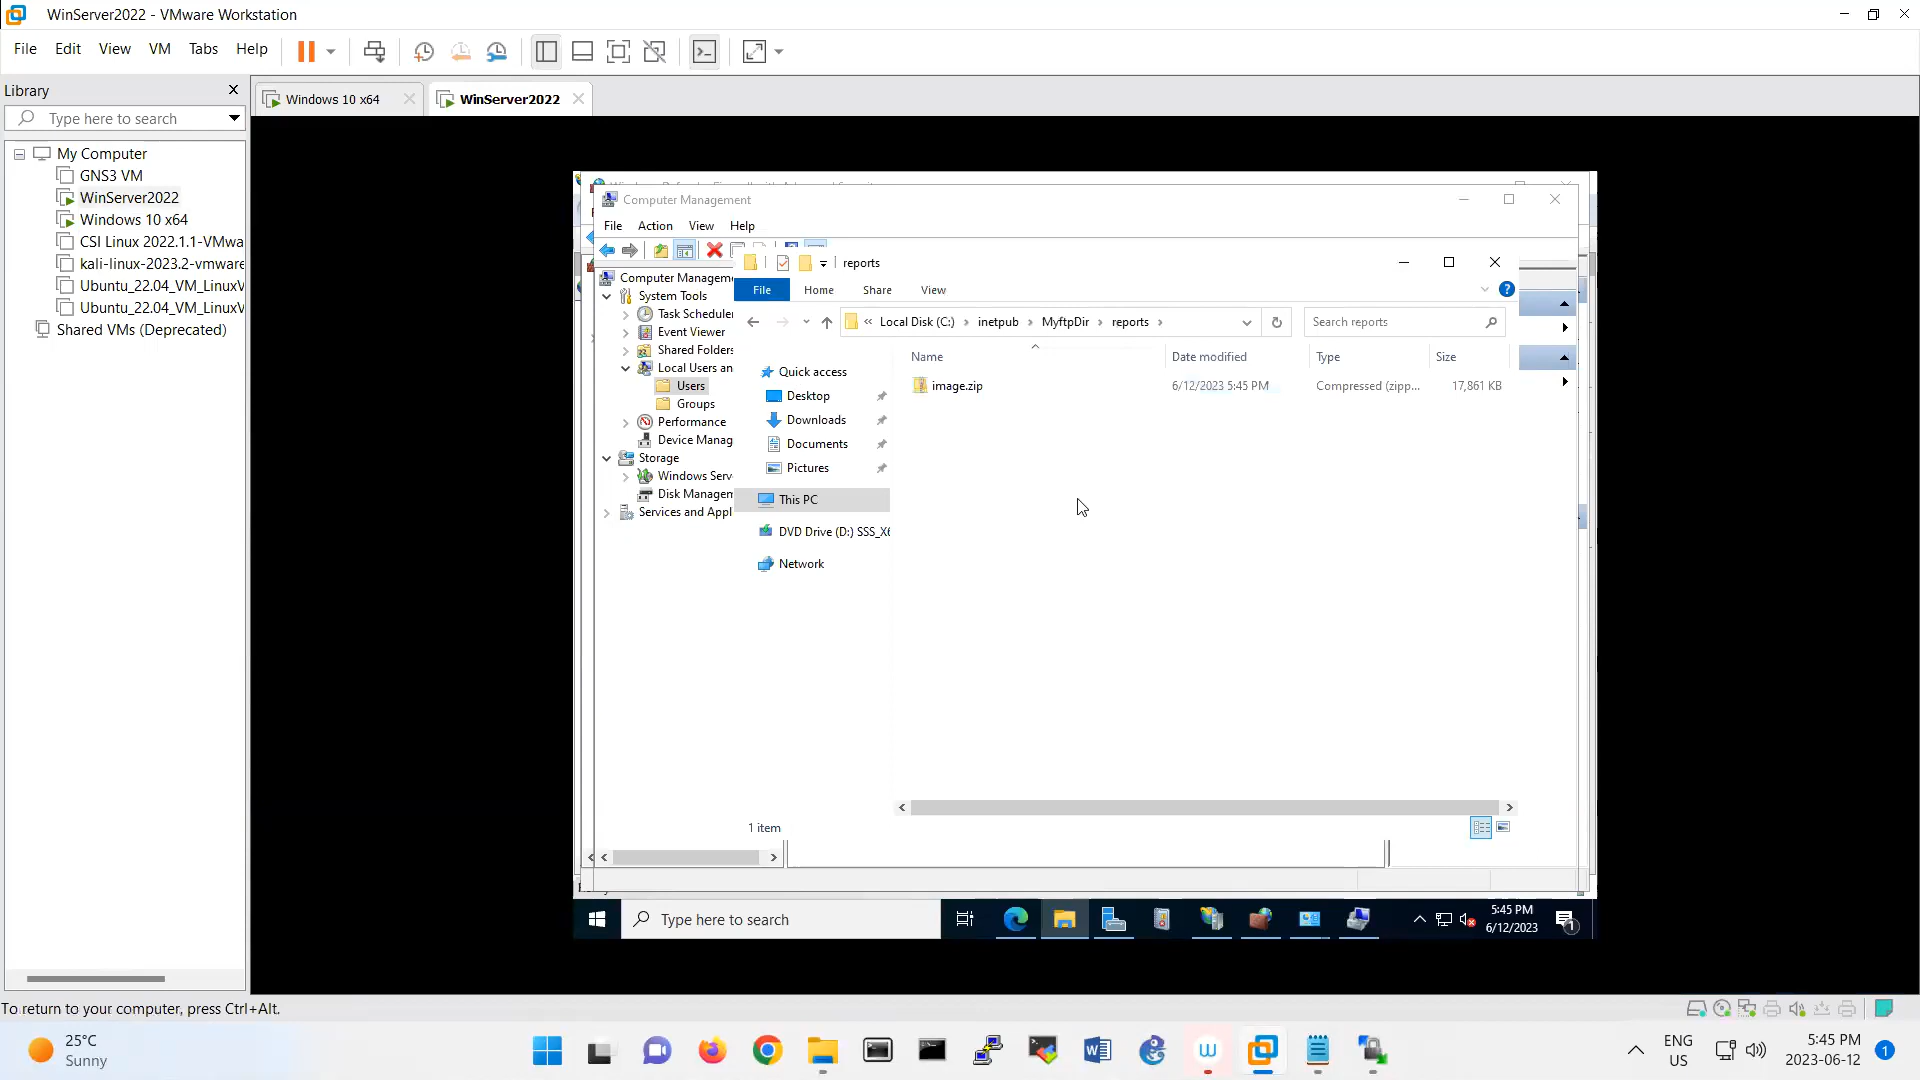 WinServer2022 - VMware Workstation
File Edit View VM Tabs Help
Library
Type here to search
My Computer
GNS3 VM
WinServer2022
Windows 10 x64
CSI Linux 2022.1.1-VMwa
kali-linux-2023.2-vmware
Ubuntu_22.04_VM_LinuxV
Ubuntu_22.04_VM_LinuxV
Shared VMs (Deprecated)
Windows 10 x64
WinServer2022
Computer Management
File Action View Help
Computer Manageme
System Tools
Task Scheduler
Event Viewer
Shared Folders
Local Users an
Users
Groups
Performance
Device Manag
Storage
Windows Serv
Disk Managem
Services and Appl
reports
File Home Share View
« Local Disk (C:) inetpub MyftpDir reports
Search reports
Quick access
Desktop
Downloads
Documents
Pictures
This PC
DVD Drive (D:) SSS_X6
Network
Name Date modified Type Size
image.zip 6/12/2023 5:45 PM Compressed (zipp... 17,861 KB
1 item
Type here to search
5:45 PM
6/12/2023
1
To return to your computer, press Ctrl+Alt.
25°C
Sunny
ENG
US
5:45 PM
2023-06-12
1